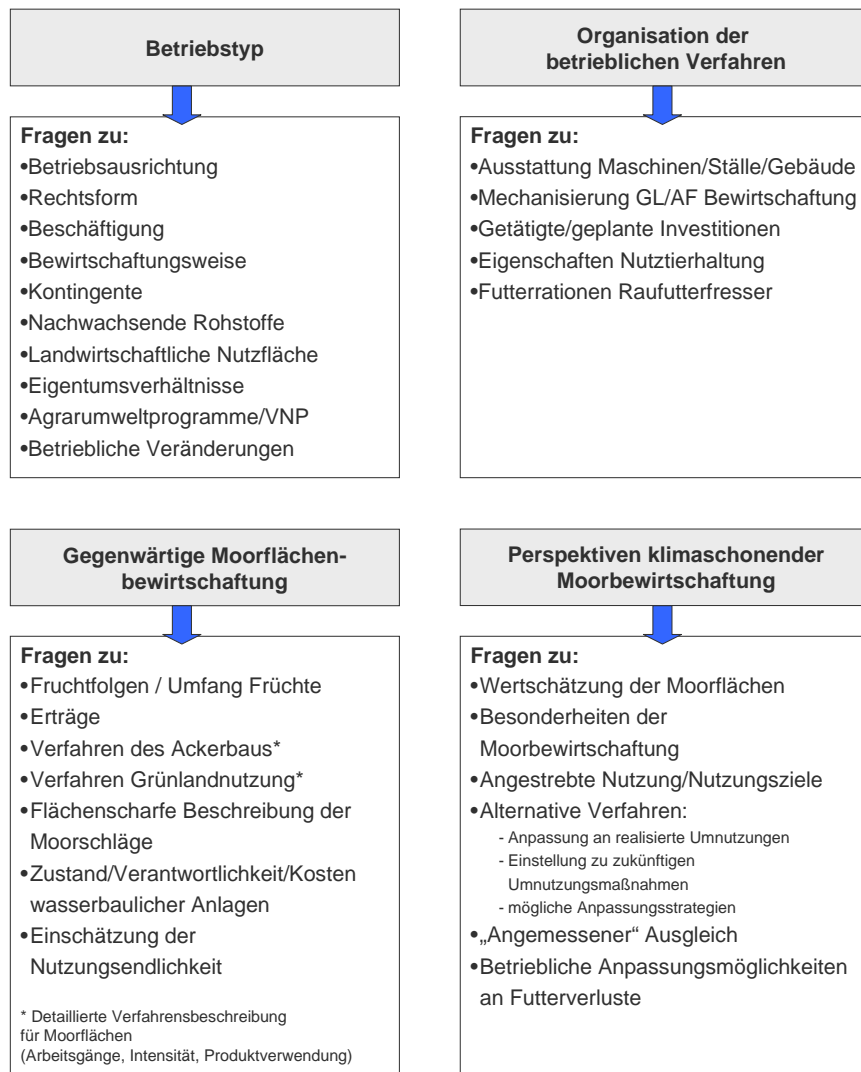 Betriebstyp
Fragen zu:
•Betriebsausrichtung
•Rechtsform
•Beschäftigung
•Bewirtschaftungsweise
•Kontingente
•Nachwachsende Rohstoffe
•Landwirtschaftliche Nutzfläche
•Eigentumsverhältnisse
•Agrarumweltprogramme/VNP
•Betriebliche Veränderungen
Organisation der
betrieblichen Verfahren
Fragen zu:
•Ausstattung Maschinen/Ställe/Gebäude
•Mechanisierung GL/AF Bewirtschaftung
•Getätigte/geplante Investitionen
•Eigenschaften Nutztierhaltung
•Futterrationen Raufutterfresser
Gegenwärtige Moorflächen-
bewirtschaftung
Fragen zu:
•Fruchtfolgen / Umfang Früchte
•Erträge
•Verfahren des Ackerbaus*
•Verfahren Grünlandnutzung*
•Flächenscharfe Beschreibung der
Moorschläge
•Zustand/Verantwortlichkeit/Kosten
wasserbaulicher Anlagen
•Einschätzung der
Nutzungsendlichkeit
* Detaillierte Verfahrensbeschreibung
für Moorflächen
(Arbeitsgänge, Intensität, Produktverwendung)
Perspektiven klimaschonender
Moorbewirtschaftung
Fragen zu:
•Wertschätzung der Moorflächen
•Besonderheiten der
Moorbewirtschaftung
•Angestrebte Nutzung/Nutzungsziele
•Alternative Verfahren:
- Anpassung an realisierte Umnutzungen
- Einstellung zu zukünftigen
Umnutzungsmaßnahmen
- mögliche Anpassungsstrategien
•„Angemessener“ Ausgleich
•Betriebliche Anpassungsmöglichkeiten
an Futterverluste